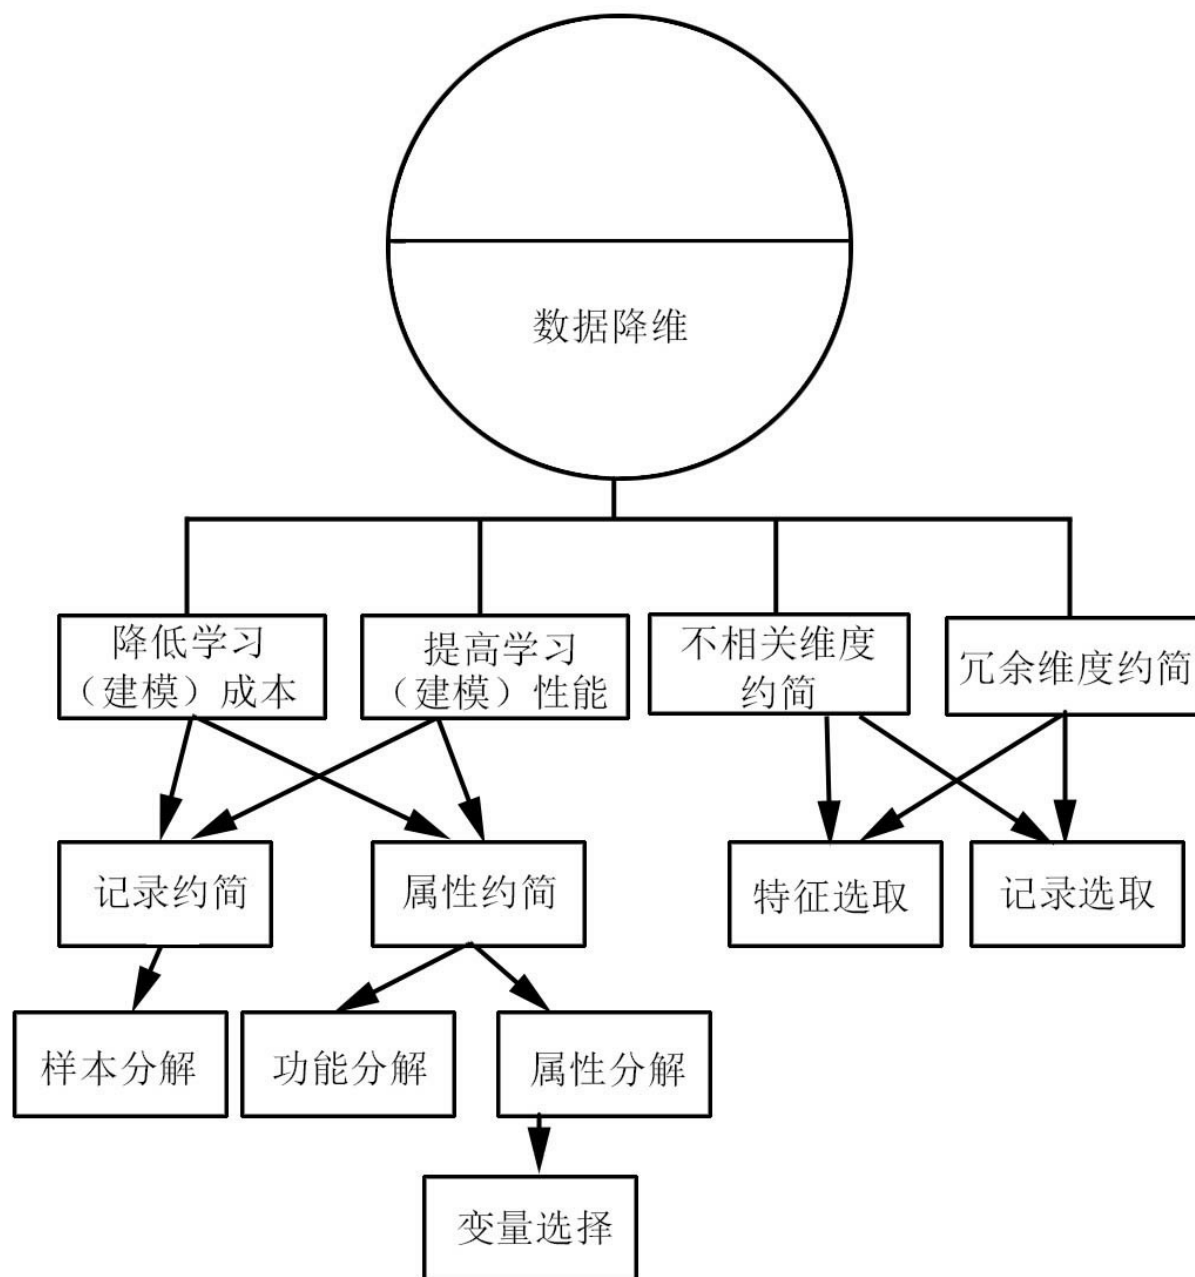 数据降维
降低学习
（建模）成本
提高学习
（建模）性能
不相关维度
约简
冗余维度约简
记录约简
属性约简
特征选取
记录选取
样本分解
功能分解
属性分解
变量选择